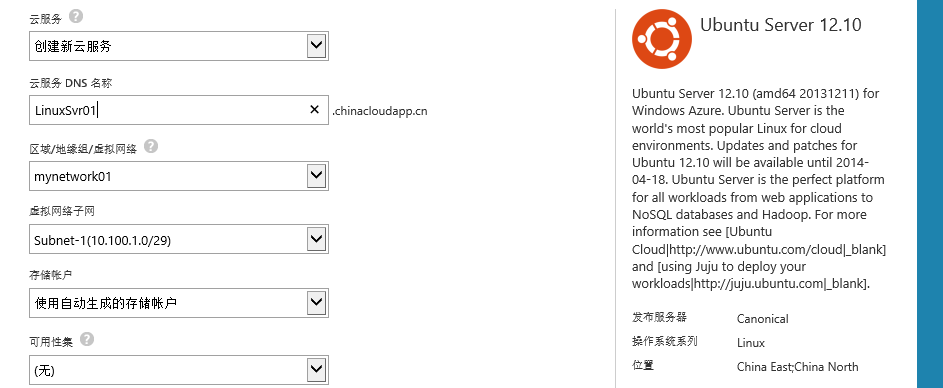 云服务
创建新云服务
云服务 DNS 名称
LinuxSvr01
.chinacloudapp.cn
区域/地缘组/虚拟网络
mynetwork01
虚拟网络子网
Subnet-1(10.100.1.0/29)
存储帐户
使用自动生成的存储帐户
可用性集
(无)
Ubuntu Server 12.10
Ubuntu Server 12.10 (amd64 20131211) for
Windows Azure. Ubuntu Server is the
world's most popular Linux for cloud
environments. Updates and patches for
Ubuntu 12.10 will be available until 2014-
04-18. Ubuntu Server is the perfect platform
for all workloads from web applications to
NoSQL databases and Hadoop. For more
information see [Ubuntu
Cloud|http://www.ubuntu.com/cloud|_blank]
and [using Juju to deploy your
workloads|http://juju.ubuntu.com|_blank].
发布服务器 Canonical
操作系统系列 Linux
位置 China East;China North